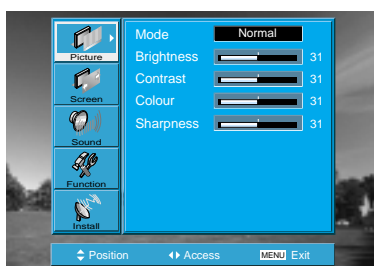 Picture
Screen
Sound
Function
Install
Mode Normal
Brightness 31
Contrast 31
Colour 31
Sharpness 31
Position Access MENU Exit